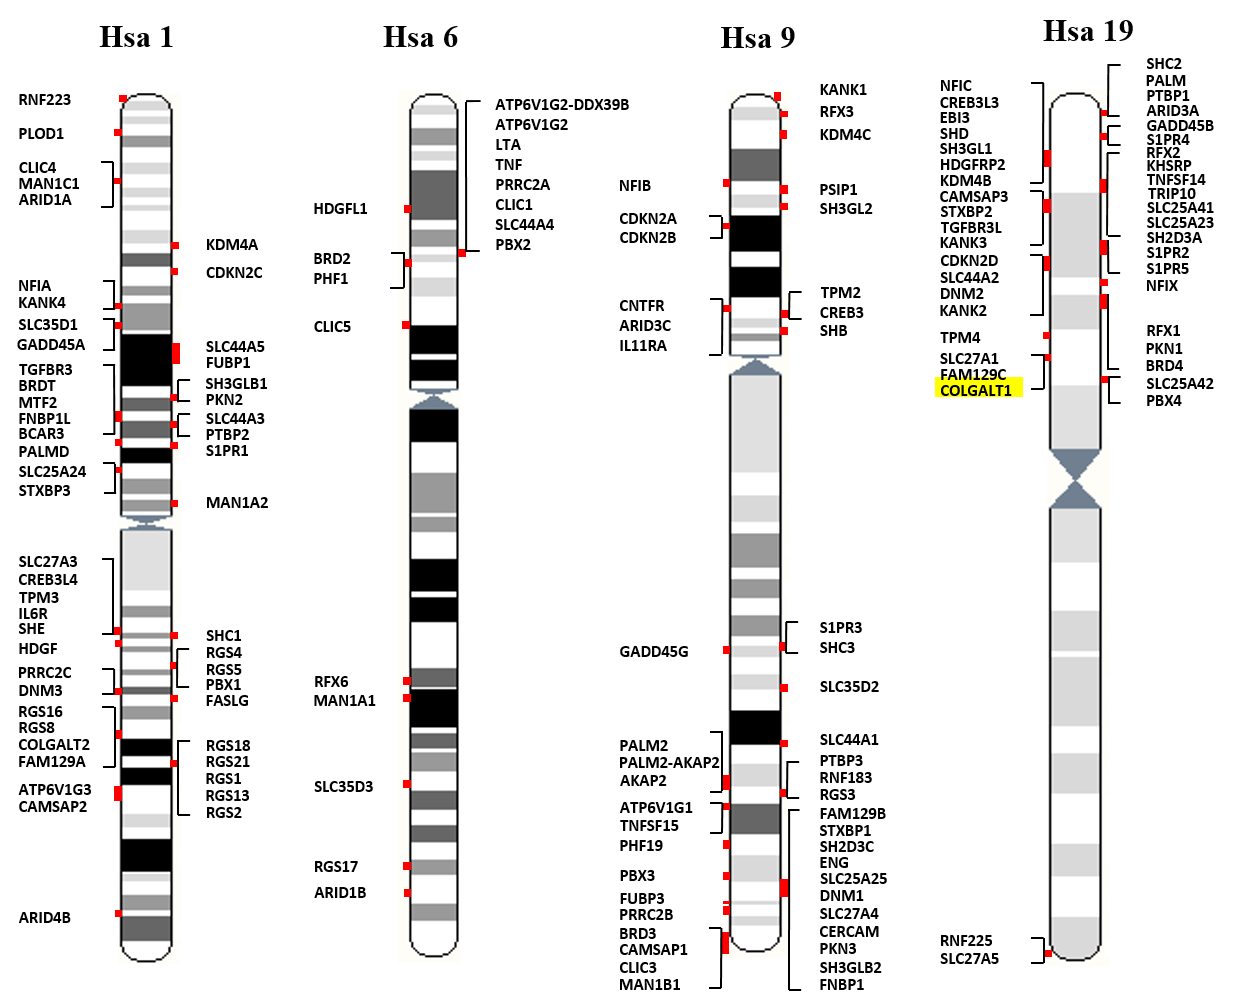 Hsa 1
RNF223
PLOD1
CLIC4
MAN1C1
ARID1A
NFIA
KANK4
SLC35D1
GADD45A
TGFBR3
BRDT
MTF2
FNBP1L
BCAR3
PALMD
SLC25A24
STXBP3
SLC27A3
CREB3L4
TPM3
IL6R
SHE
HDGF
PRRC2C
DNM3
RGS16
RGS8
COLGALT2
FAM129A
ATP6V1G3
CAMSAP2
ARID4B
KDM4A
CDKN2C
SLC44A5
FUBP1
SH3GLB1
PKN2
SLC44A3
PTBP2
S1PR1
MAN1A2
SHC1
RGS4
RGS5
PBX1
FASLG
RGS18
RGS21
RGS1
RGS13
RGS2
Hsa 6
HDGFL1
BRD2
PHF1
CLIC5
RFX6
MAN1A1
SLC35D3
RGS17
ARID1B
ATP6V1G2-DDX39B
ATP6V1G2
LTA
TNF
PRRC2A
CLIC1
SLC44A4
PBX2
Hsa 9
NFIB
CDKN2A
CDKN2B
CNTFR
ARID3C
IL11RA
GADD45G
PALM2
PALM2-AKAP2
AKAP2
ATP6V1G1
TNFSF15
PHF19
PBX3
FUBP3
PRRC2B
BRD3
CAMSAP1
CLIC3
MAN1B1
KANK1
RFX3
KDM4C
PSIP1
SH3GL2
TPM2
CREB3
SHB
S1PR3
SHC3
SLC35D2
SLC44A1
PTBP3
RNF183
RGS3
FAM129B
STXBP1
SH2D3C
ENG
SLC25A25
DNM1
SLC27A4
CERCAM
PKN3
SH3GLB2
FNBP1
Hsa 19
NFIC
CREB3L3
EBI3
SHD
SH3GL1
HDGFRP2
KDM4B
CAMSAP3
STXBP2
TGFBR3L
KANK3
CDKN2D
SLC44A2
DNM2
KANK2
TPM4
SLC27A1
FAM129C
COLGALT1
RNF225
SLC27A5
SHC2
PALM
PTBP1
ARID3A
GADD45B
S1PR4
RFX2
KHSRP
TNFSF14
TRIP10
SLC25A41
SLC25A23
SH2D3A
S1PR2
S1PR5
NFIX
RFX1
PKN1
BRD4
SLC25A42
PBX4